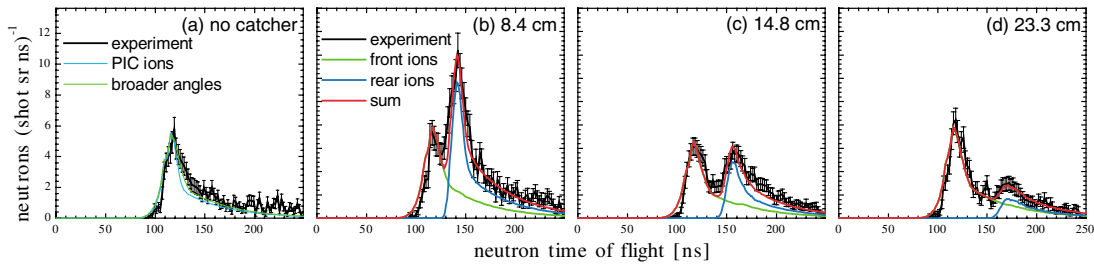 (a) no catcher
experiment
PIC ions
broader angles
(b) 8.4 cm
experiment
front ions
rear ions
sum
(c) 14.8 cm
(d) 23.3 cm
neutrons (shot sr ns)⁻¹
12
10
8
6
4
2
0
0 50 100 150 200
0 50 100 150 200
0 50 100 150 200
0 50 100 150 200 250
neutron time of flight [ns]